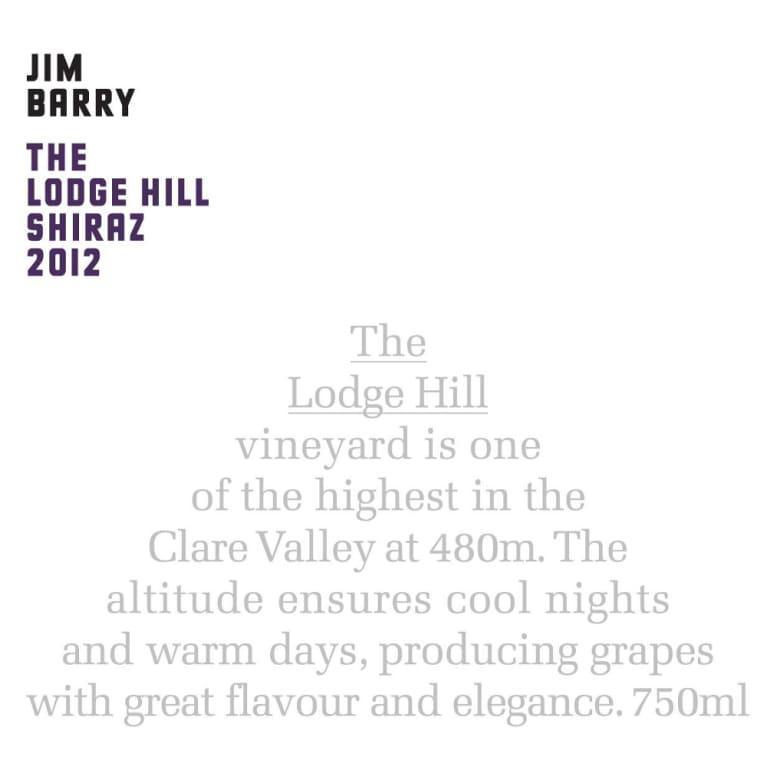 JIM
BARRY
THE
LODGE HILL
SHIRAZ
2012
The
Lodge Hill
vineyard is one
of the highest in the
Clare Valley at 480m. The
altitude ensures cool nights
and warm days, producing grapes
with great flavour and elegance. 750ml